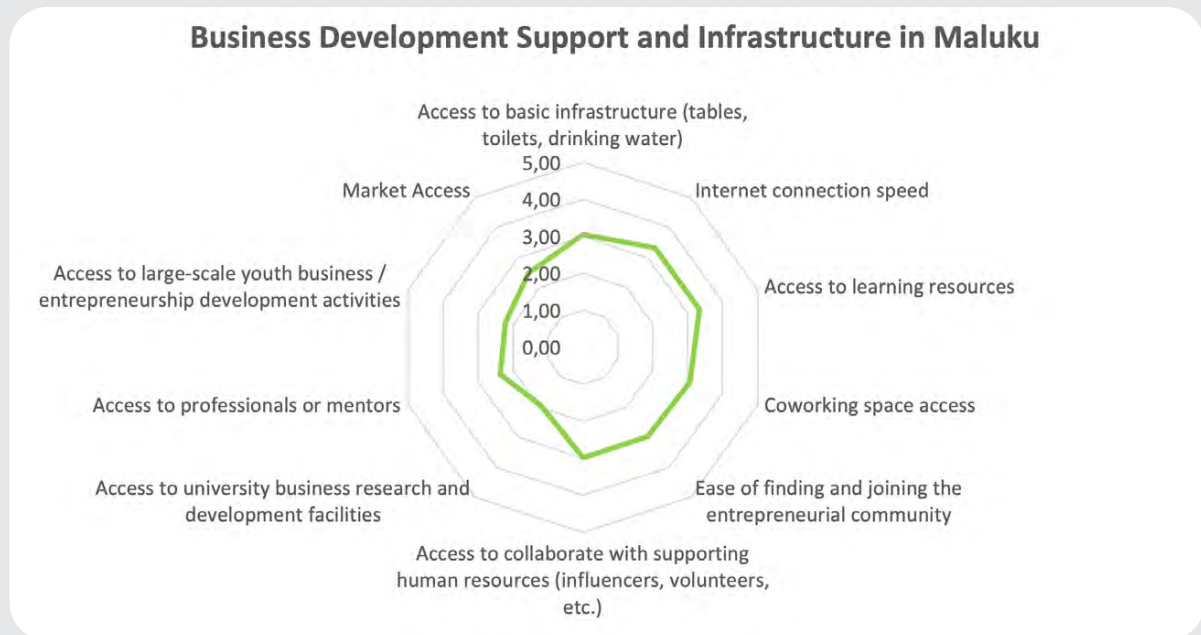 Business Development Support and Infrastructure in Maluku
Access to basic infrastructure (tables,
toilets, drinking water)
5,00
4,00
3,00
2,00
1,00
0,00
Internet connection speed
Access to learning resources
Coworking space access
Ease of finding and joining the
entrepreneurial community
Access to collaborate with supporting
human resources (influencers, volunteers,
etc.)
Access to university business research and
development facilities
Access to professionals or mentors
Access to large-scale youth business /
entrepreneurship development activities
Market Access